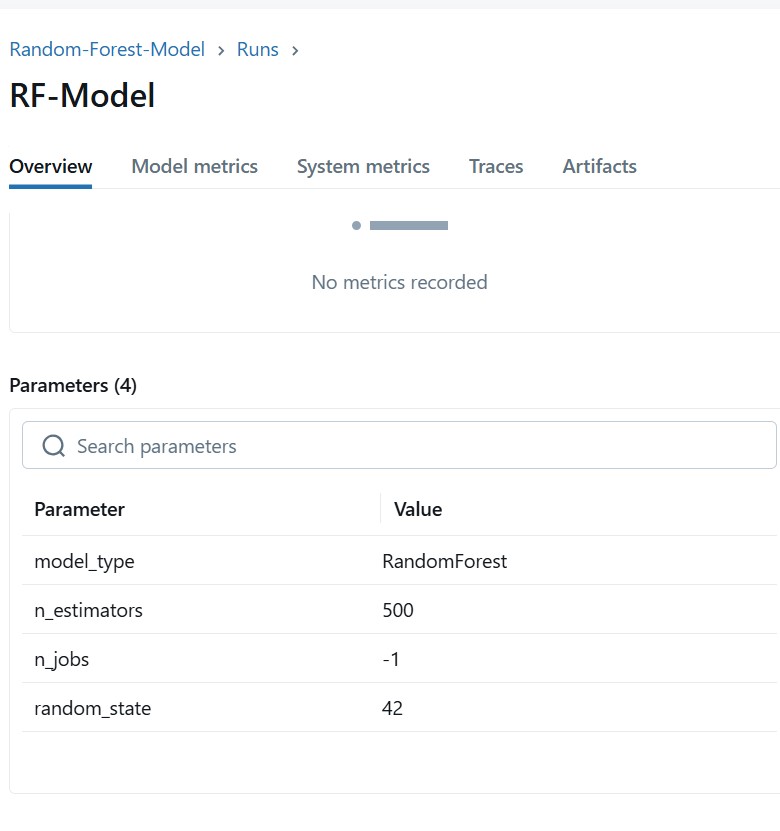 Random-Forest-Model > Runs >
RF-Model
Overview Model metrics System metrics Traces Artifacts
No metrics recorded
Parameters (4)
Search parameters
Parameter Value
model_type RandomForest
n_estimators 500
n_jobs -1
random_state 42